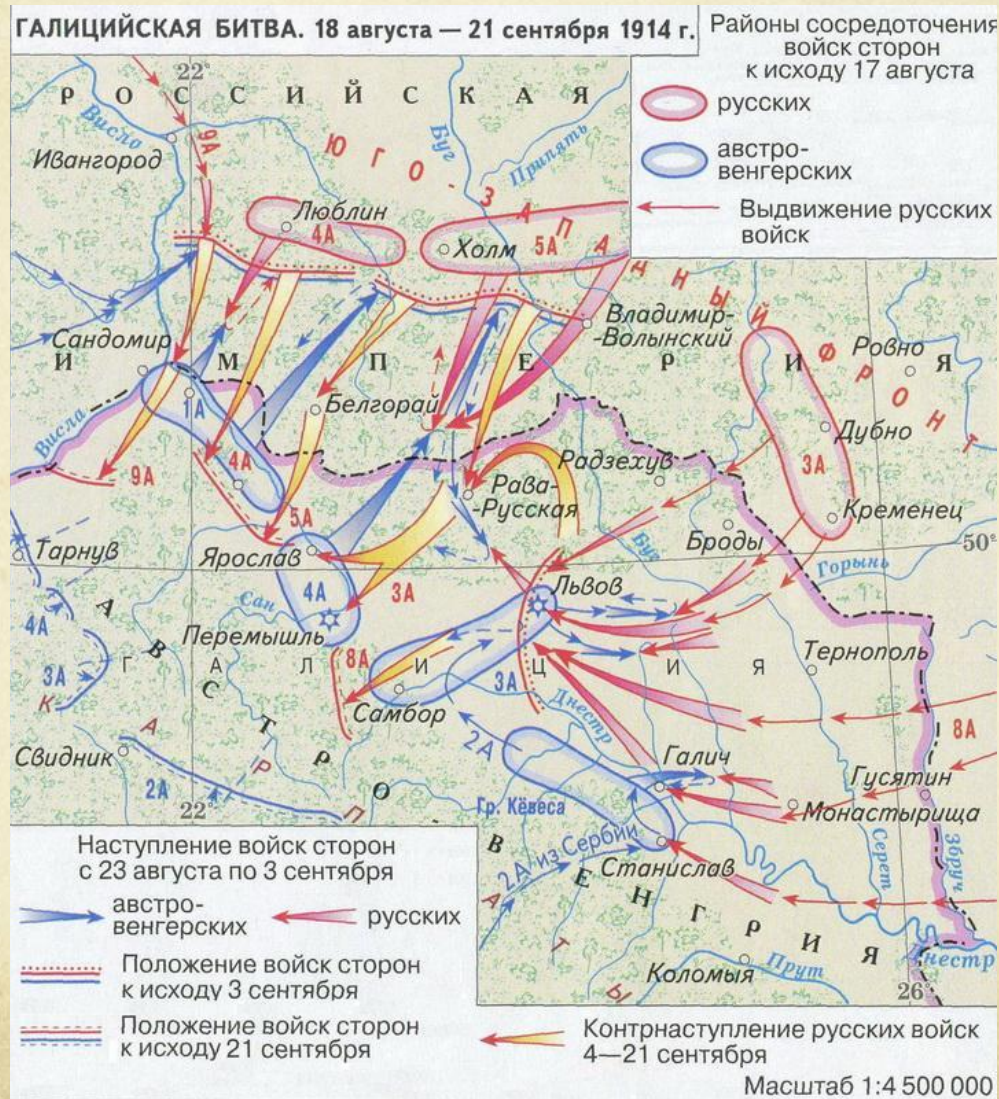 ГАЛИЦИЙСКАЯ БИТВА. 18 августа — 21 сентября 1914 г.
Районы сосредоточения
войск сторон
к исходу 17 августа
русских
австро-
венгерских
Выдвижение русских
войск
22°
РОССИЙСКАЯ
Висло
Ивангород
9А
Буг
Припять
ЮГО-ЗАПАДНЫЙ ФРОНТ
Люблин
4А
Холм
5А
Сандомир
Владимир-
-Волынский
ИМПЕРИЯ
Ровно
1А
Белгорай
Дубно
Висла
4А
Радзехув
3А
9А
Рава-
-Русская
Кременец
5А
Тарнув
Ярослав
Буг
Броды
50°
Горынь
Львов
4А
3А
Сан
4А
Перемышль
АВСТРО-ВЕНГРИЯ
ГАЛИЦИЯ
Тернополь
8А
3А
3А
КАРПАТЫ
Самбор
Днестр
8А
Свидник
2А
Галич
2А
Гусятин
22°
Гр. Кёвеса
Монастырища
2А из Сербии
Станислав
Серет
Збруч
Коломыя
Прут
Днестр
26°
Наступление войск сторон
с 23 августа по 3 сентября
австро-
венгерских
русских
Положение войск сторон
к исходу 3 сентября
Положение войск сторон
к исходу 21 сентября
Контрнаступление русских войск
4—21 сентября
Масштаб 1:4 500 000